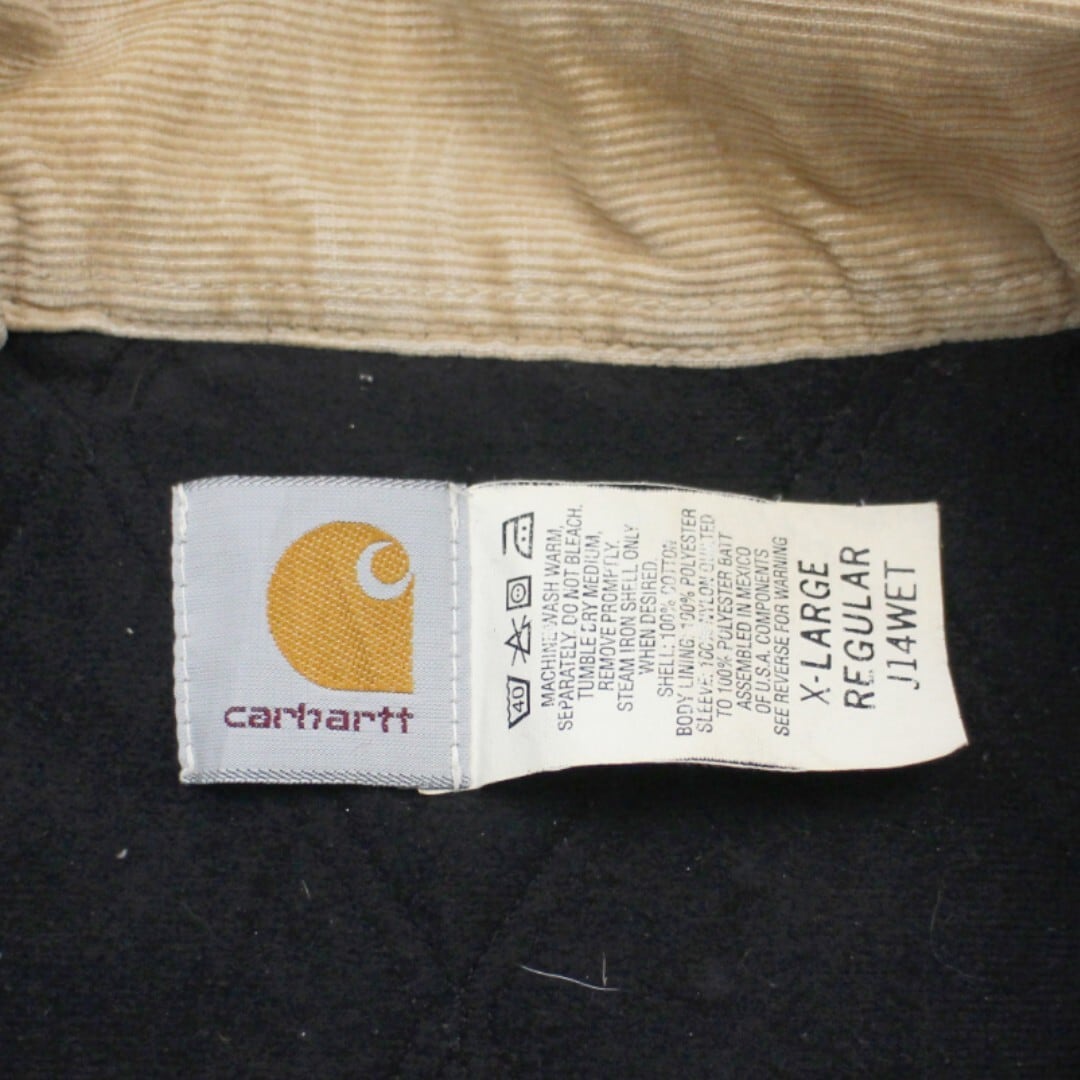 carhartt
40
MACHINE WASH WARM,
SEPARATELY. DO NOT BLEACH.
TUMBLE DRY MEDIUM,
REMOVE PROMPTLY.
STEAM IRON SHELL ONLY
WHEN DESIRED.
SHELL: 100% COTTON
BODY LINING: 100% POLYESTER
SLEEVE: 100% NYLON QUILTED
TO 100% POLYESTER BATT
ASSEMBLED IN MEXICO
OF U.S.A. COMPONENTS
SEE REVERSE FOR WARNING
X-LARGE
REGULAR
J14WET